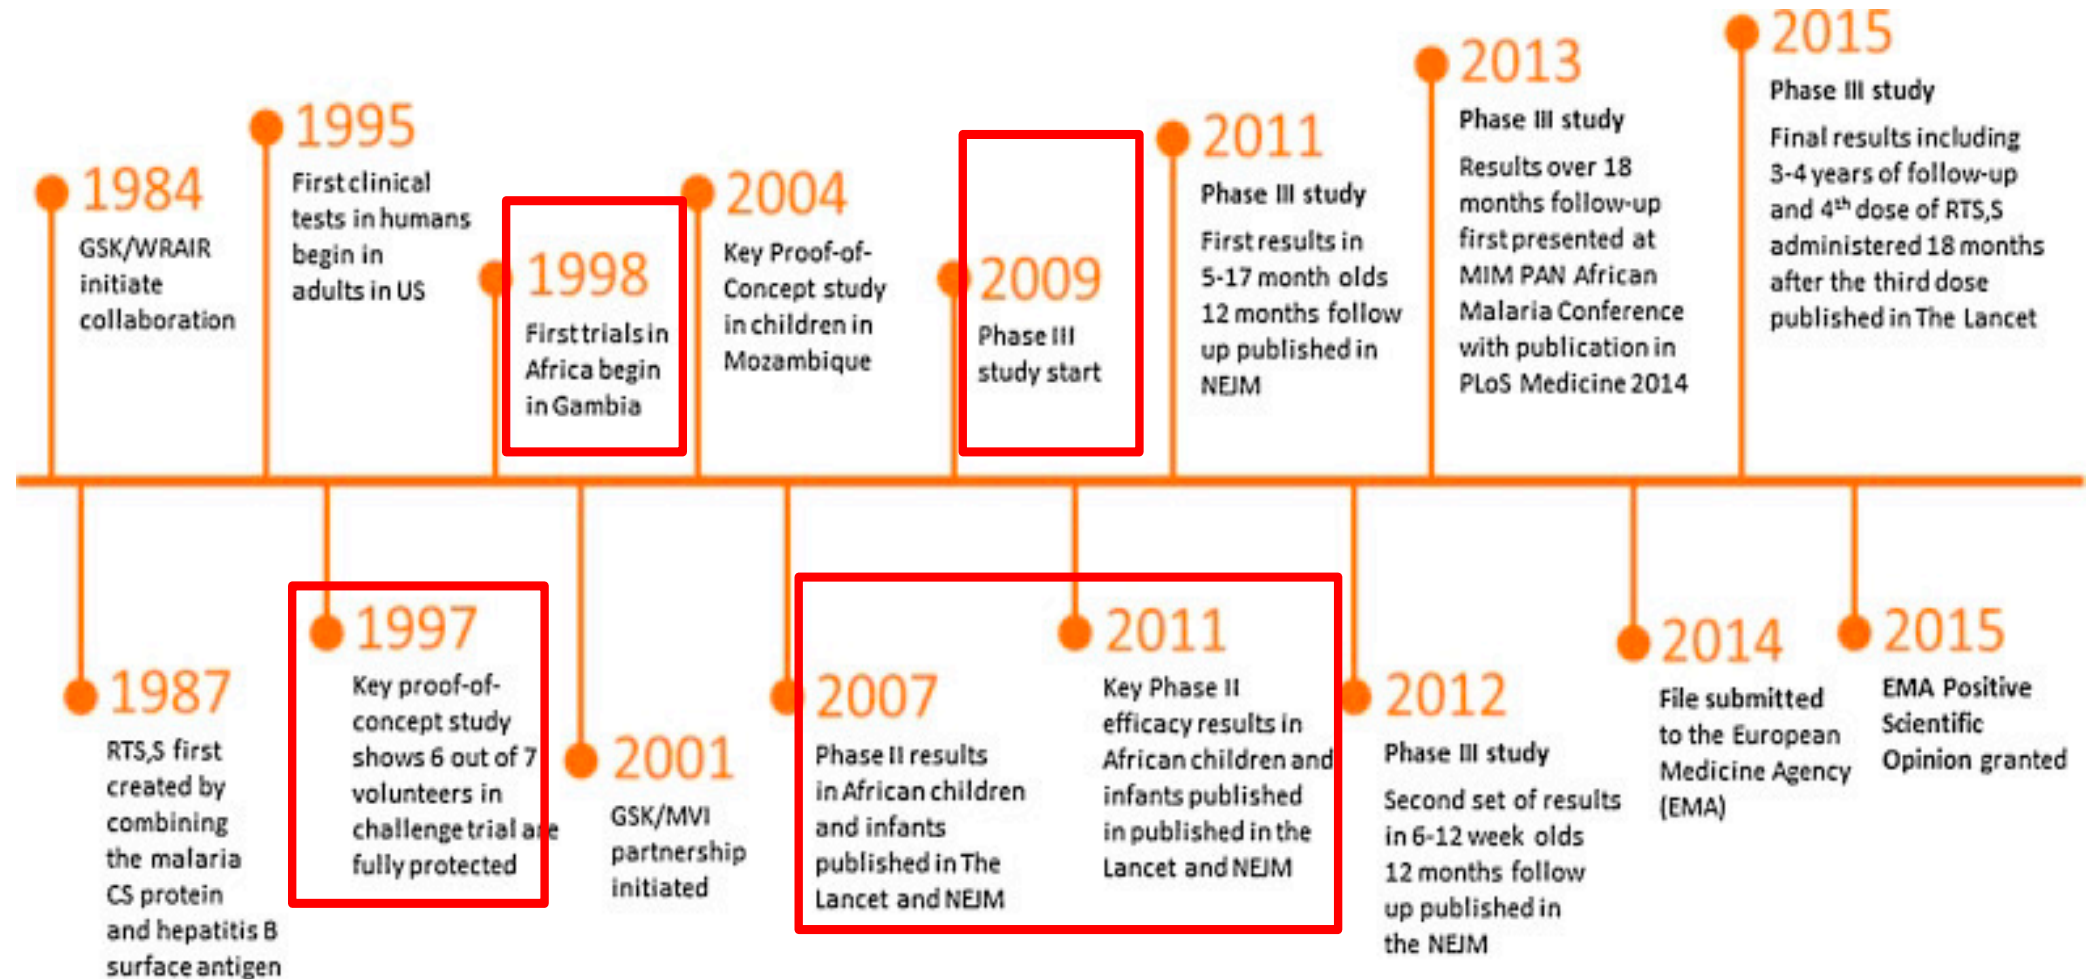 1984
GSK/WRAIR
initiate
collaboration
1995
First clinical
tests in humans
begin in
adults in US
1998
First trials in
Africa begin
in Gambia
2004
Key Proof-of-
Concept study
in children in
Mozambique
2009
Phase III
study start
2011
Phase III study
First results in
5-17 month olds
12 months follow
up published in
NEJM
2013
Phase III study
Results over 18
months follow-up
first presented at
MIM PAN African
Malaria Conference
with publication in
PLoS Medicine 2014
2015
Phase III study
Final results including
3-4 years of follow-up
and 4th dose of RTS,S
administered 18 months
after the third dose
published in The Lancet
1987
RTS,S first
created by
combining
the malaria
CS protein
and hepatitis B
surface antigen
1997
Key proof-of-
concept study
shows 6 out of 7
volunteers in
challenge trial are
fully protected
2001
GSK/MVI
partnership
initiated
2007
Phase II results
in African children
and infants
published in The
Lancet and NEJM
2011
Key Phase II
efficacy results in
African children and
infants published
in published in the
Lancet and NEJM
2012
Phase III study
Second set of results
in 6-12 week olds
12 months follow
up published in
the NEJM
2014
File submitted
to the European
Medicine Agency
(EMA)
2015
EMA Positive
Scientific
Opinion granted